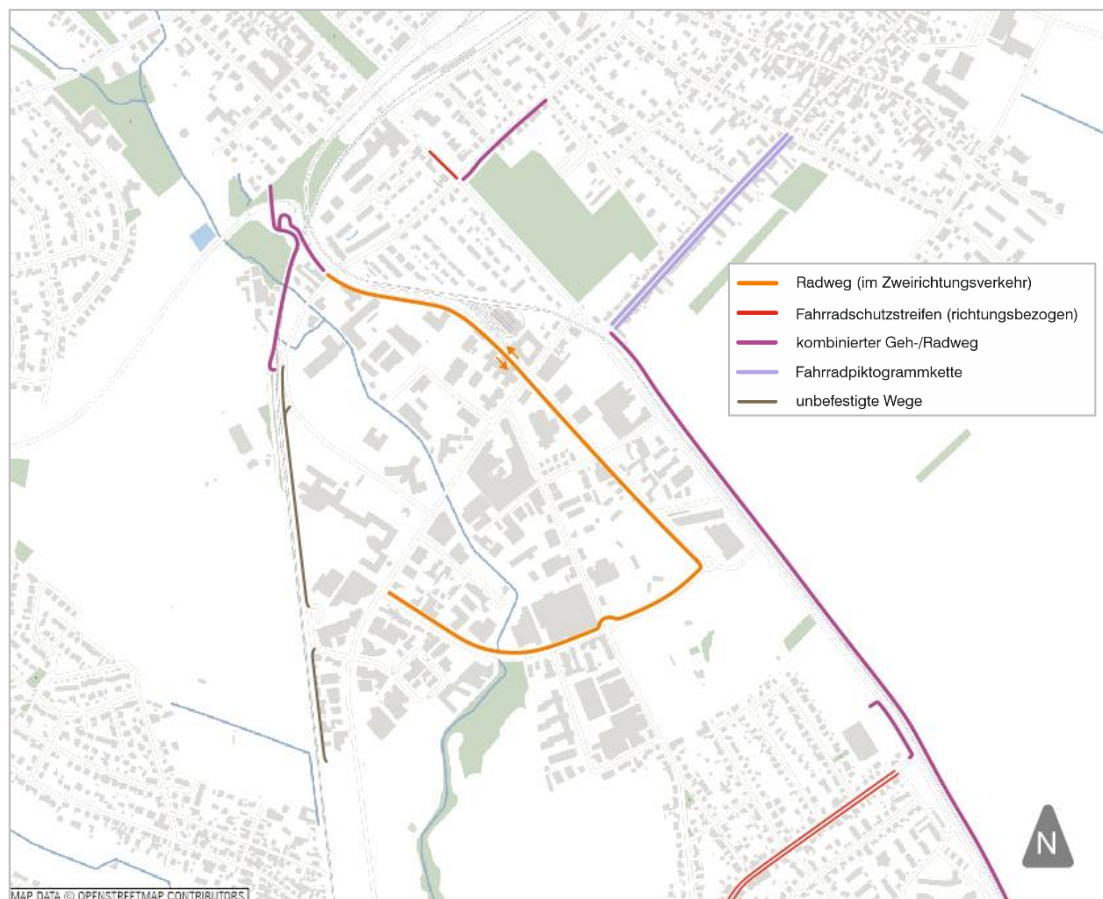 Radweg (im Zweirichtungsverkehr)
Fahrradschutzstreifen (richtungsbezogen)
kombinierter Geh-/Radweg
Fahrradpiktogrammkette
unbefestigte Wege
N
MAP DATA © OPENSTREETMAP CONTRIBUTORS